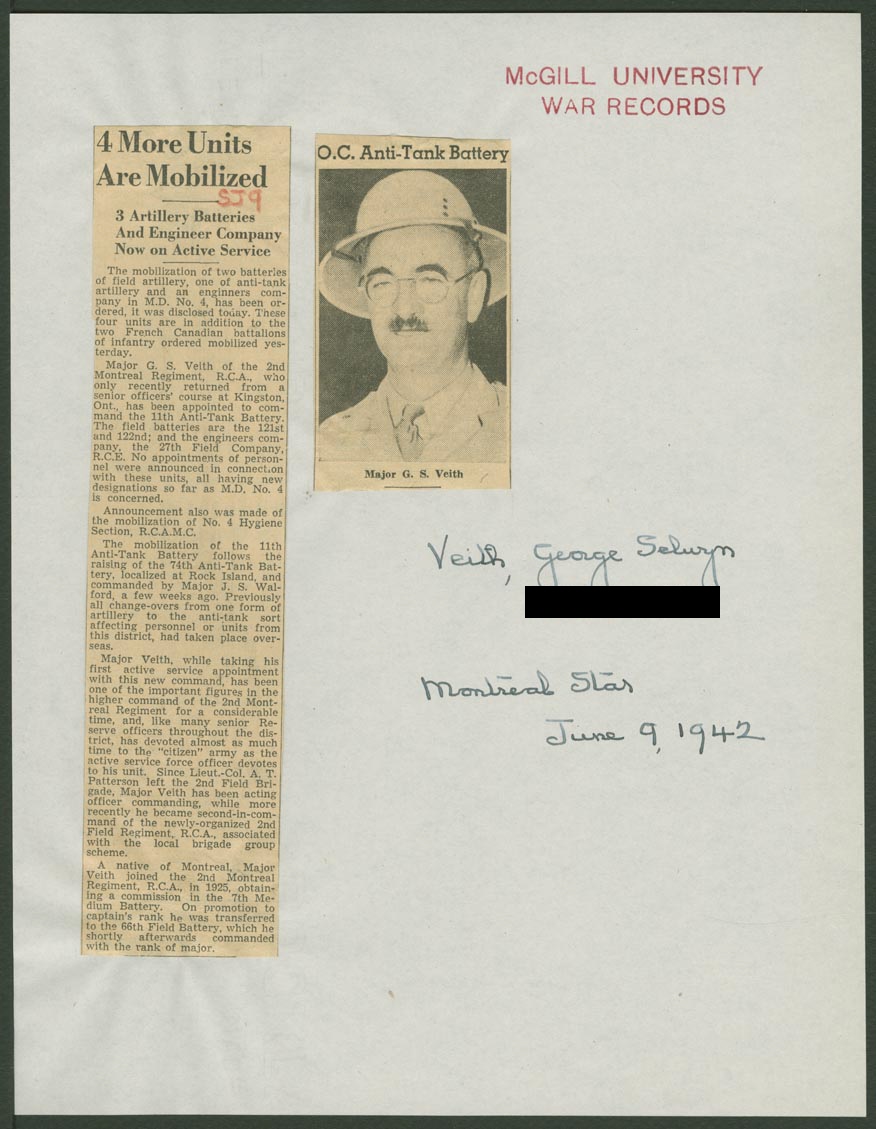 McGILL UNIVERSITY
WAR RECORDS
4 More Units
Are Mobilized
SJ9
3 Artillery Batteries
And Engineer Company
Now on Active Service
The mobilization of two batteries
of field artillery, one of anti-tank
artillery and an enginners com-
pany in M.D. No. 4, has been or-
dered, it was disclosed today. These
four units are in addition to the
two French Canadian battalions
of infantry ordered mobilized yes-
terday.
Major G. S. Veith of the 2nd
Montreal Regiment, R.C.A., who
only recently returned from a
senior officers' course at Kingston,
Ont., has been appointed to com-
mand the 11th Anti-Tank Battery.
The field batteries are the 121st
and 122nd; and the engineers com-
pany, the 27th Field Company,
R.C.E. No appointments of person-
nel were announced in connection
with these units, all having new
designations so far as M.D. No. 4
is concerned.
Announcement also was made of
the mobilization of No. 4 Hygiene
Section, R.C.A.M.C.
The mobilization of the 11th
Anti-Tank Battery follows the
raising of the 74th Anti-Tank Bat-
tery, localized at Rock Island, and
commanded by Major J. S. Wal-
ford, a few weeks ago. Previously
all change-overs from one form of
artillery to the anti-tank sort
affecting personnel or units from
this district, had taken place over-
seas.
Major Veith, while taking his
first active service appointment
with this new command, has been
one of the important figures in the
higher command of the 2nd Mont-
real Regiment for a considerable
time, and, like many senior Re-
serve officers throughout the dis-
trict, has devoted almost as much
time to the "citizen" army as the
active service force officer devotes
to his unit. Since Lieut.-Col. A. T.
Patterson left the 2nd Field Bri-
gade, Major Veith has been acting
officer commanding, while more
recently he became second-in-com-
mand of the newly-organized 2nd
Field Regiment, R.C.A., associated
with the local brigade group
scheme.
A native of Montreal, Major
Veith joined the 2nd Montreal
Regiment, R.C.A., in 1925, obtain-
ing a commission in the 7th Me-
dium Battery. On promotion to
captain's rank he was transferred
to the 66th Field Battery, which he
shortly afterwards commanded
with the rank of major.
O.C. Anti-Tank Battery
Major G. S. Veith
Veith, George Selwyn
Montreal Star
June 9, 1942